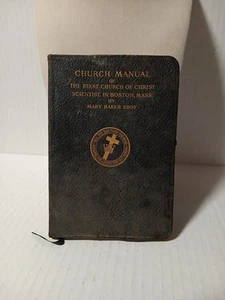 CHURCH MANUAL
OF
THE FIRST CHURCH OF CHRIST
SCIENTIST IN BOSTON, MASS.
BY
MARY BAKER EDDY